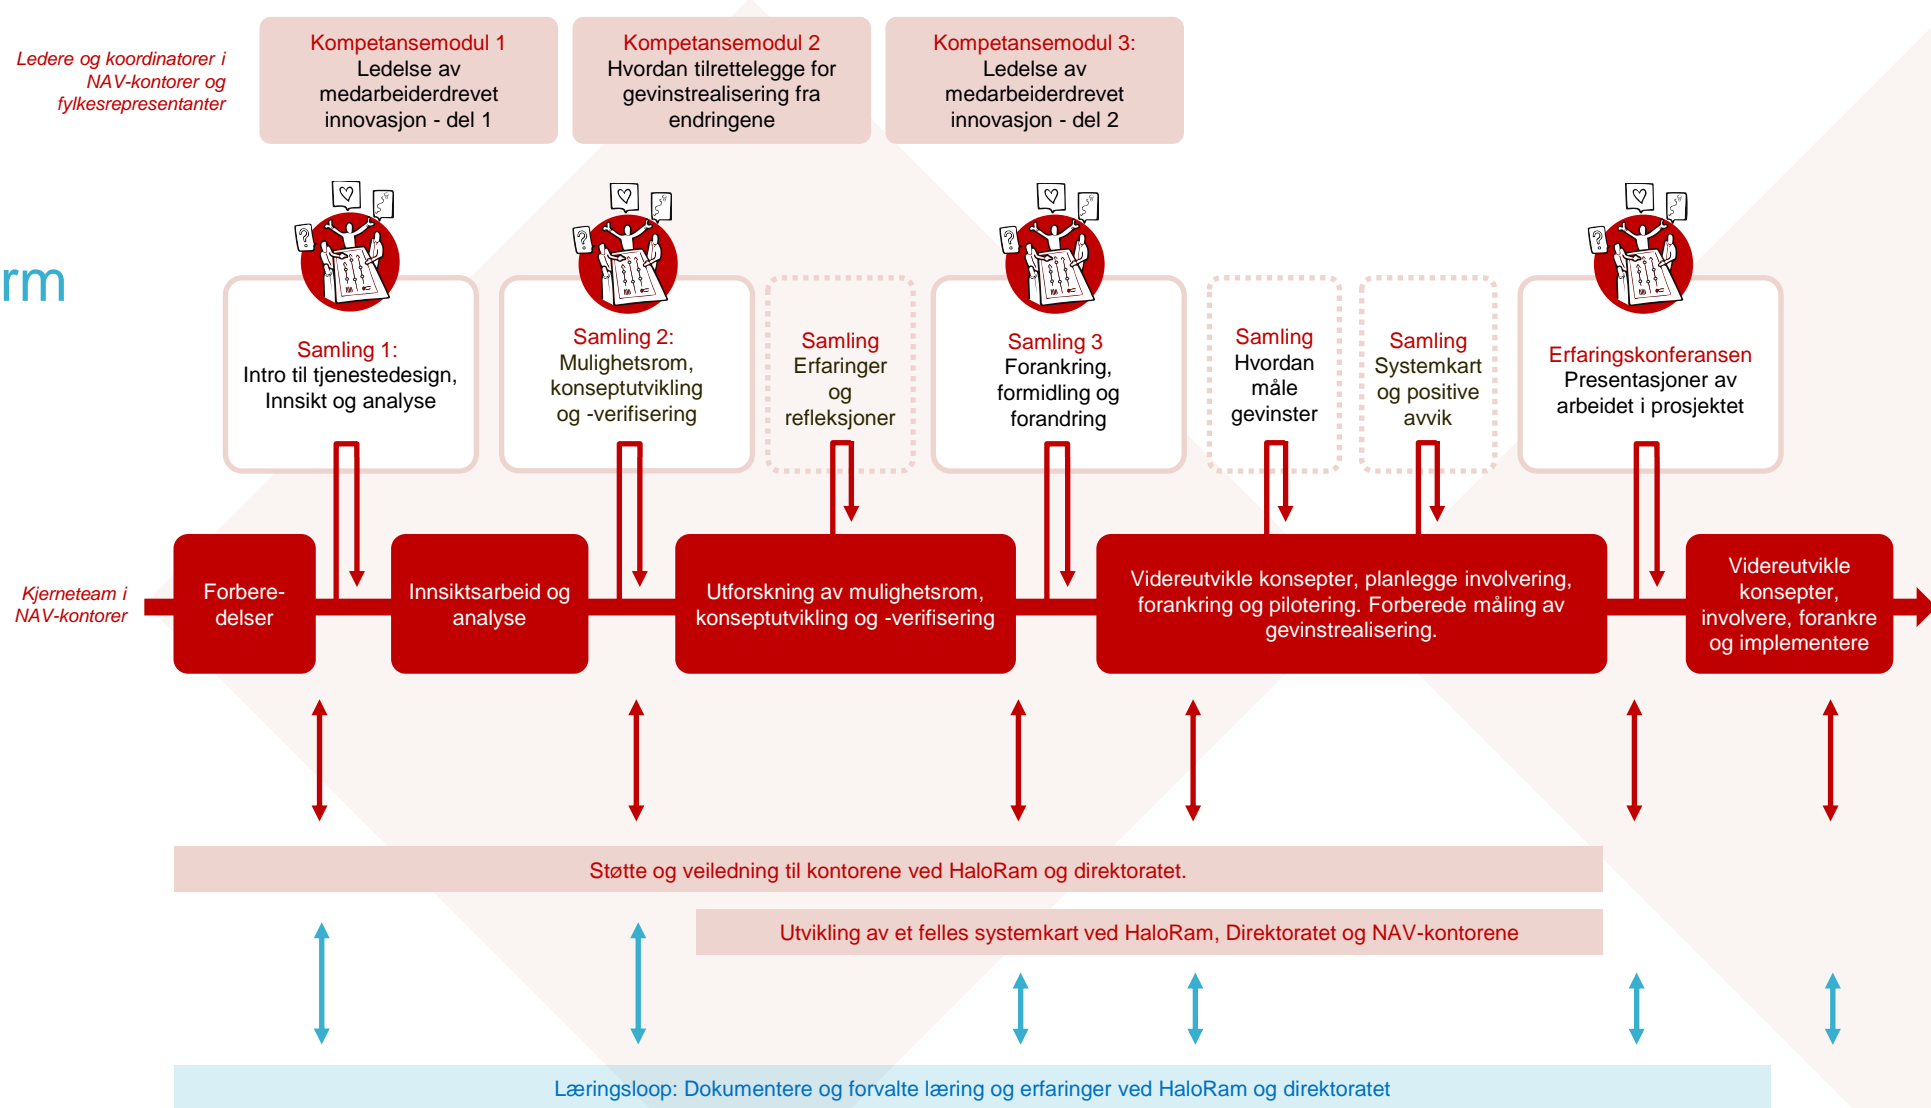 Ledere og koordinatorer i
NAV-kontorer og
fylkesrepresentanter
Kompetansemodul 1
Ledelse av
medarbeiderdrevet
innovasjon - del 1
Kompetansemodul 2
Hvordan tilrettelegge for
gevinstrealisering fra
endringene
Kompetansemodul 3:
Ledelse av
medarbeiderdrevet
innovasjon - del 2
rm
Samling 1:
Intro til tjenestedesign,
Innsikt og analyse
Samling 2:
Mulighetsrom,
konseptutvikling
og -verifisering
Samling
Erfaringer
og
refleksjoner
Samling 3
Forankring,
formidling og
forandring
Samling
Hvordan
måle
gevinster
Samling
Systemkart
og positive
avvik
Erfaringskonferansen
Presentasjoner av
arbeidet i prosjektet
Kjerneteam i
NAV-kontorer
Forbere-
delser
Innsiktsarbeid og
analyse
Utforskning av mulighetsrom,
konseptutvikling og -verifisering
Videreutvikle konsepter, planlegge involvering,
forankring og pilotering. Forberede måling av
gevinstrealisering.
Videreutvikle
konsepter,
involvere, forankre
og implementere
Støtte og veiledning til kontorene ved HaloRam og direktoratet.
Utvikling av et felles systemkart ved HaloRam, Direktoratet og NAV-kontorene
Læringsloop: Dokumentere og forvalte læring og erfaringer ved HaloRam og direktoratet